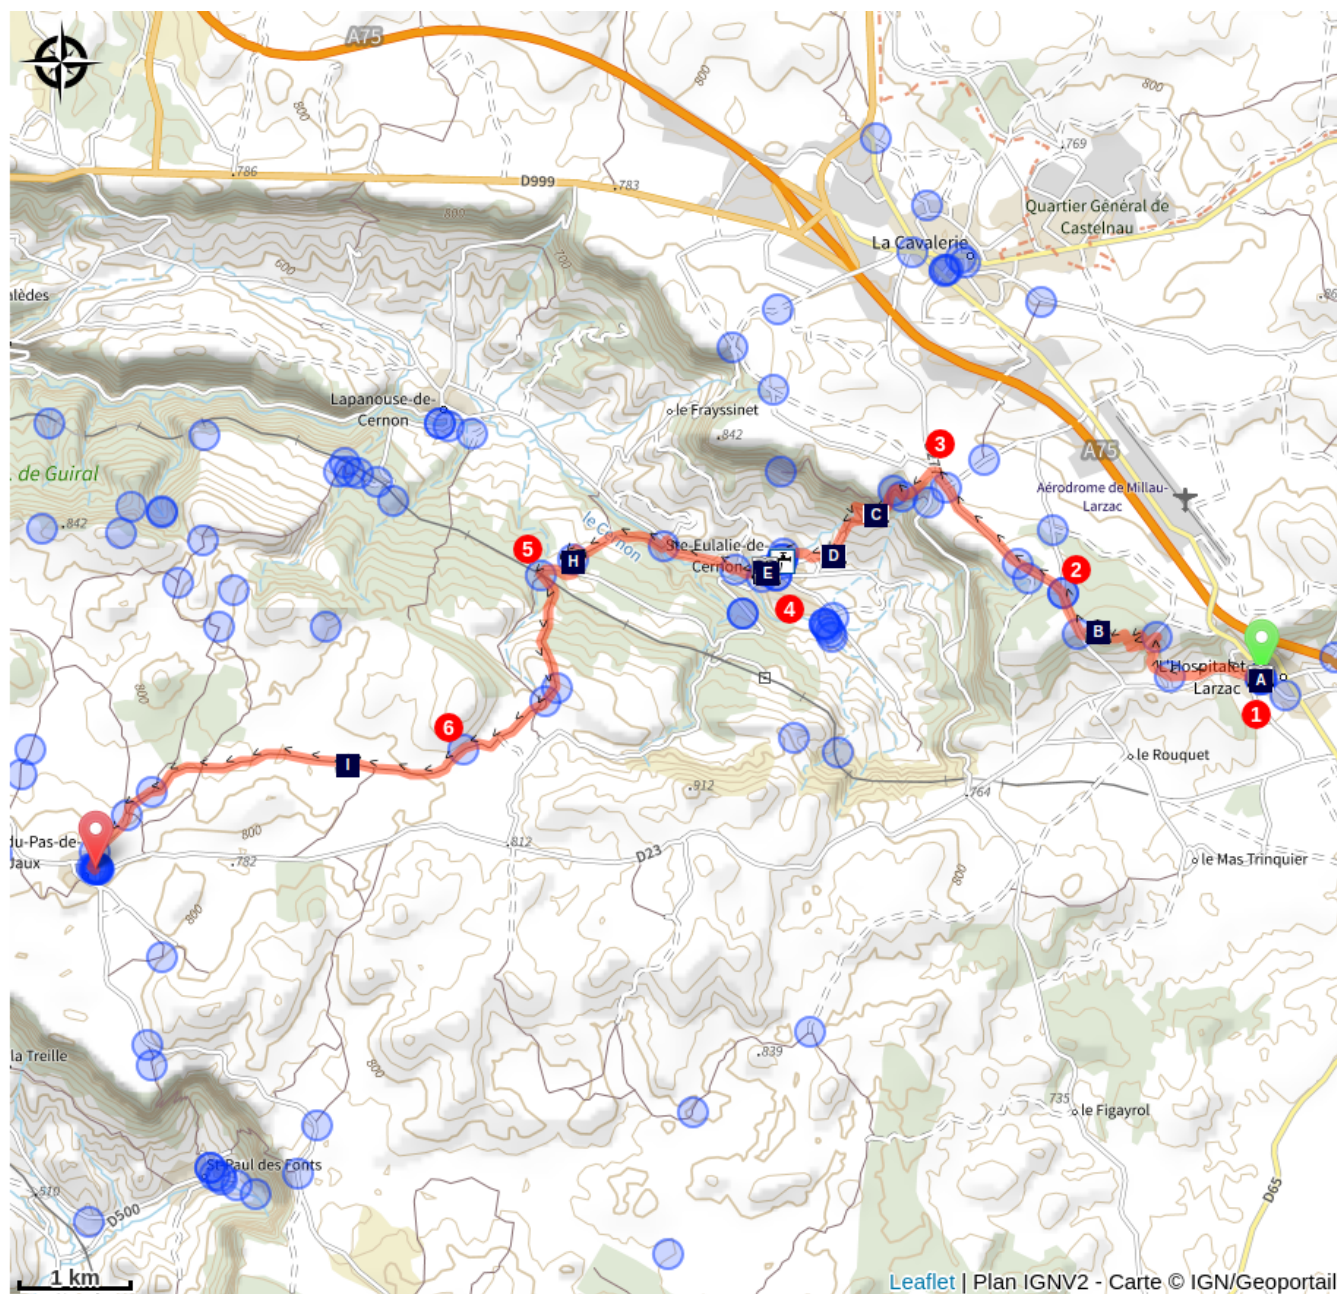 A75
800
800
800
769
786
D999
783
Quartier Général de
Castelnau
800
La Cavalerie
700
600
alèdes
86
Lapanouse-de-
Cernon
le Frayssinet
842
3
A75
. de Guiral
Aérodrome de Millau-
Larzac
C
842
le Cernon
Ste-Eulalie-de-
Cernon
D
5
H
E
2
4
B
L'Hospitalet
Larzac
A
1
800
6
le Rouquet
I
912
764
du-Pas-de-
Jaux
800
782
812
D23
le Mas Trinquier
800
800
la Treille
839
800
735
le Figayrol
St-Paul des Fonts
510
D500
D65
1 km
Leaflet | Plan IGNV2 - Carte © IGN/Geoportail